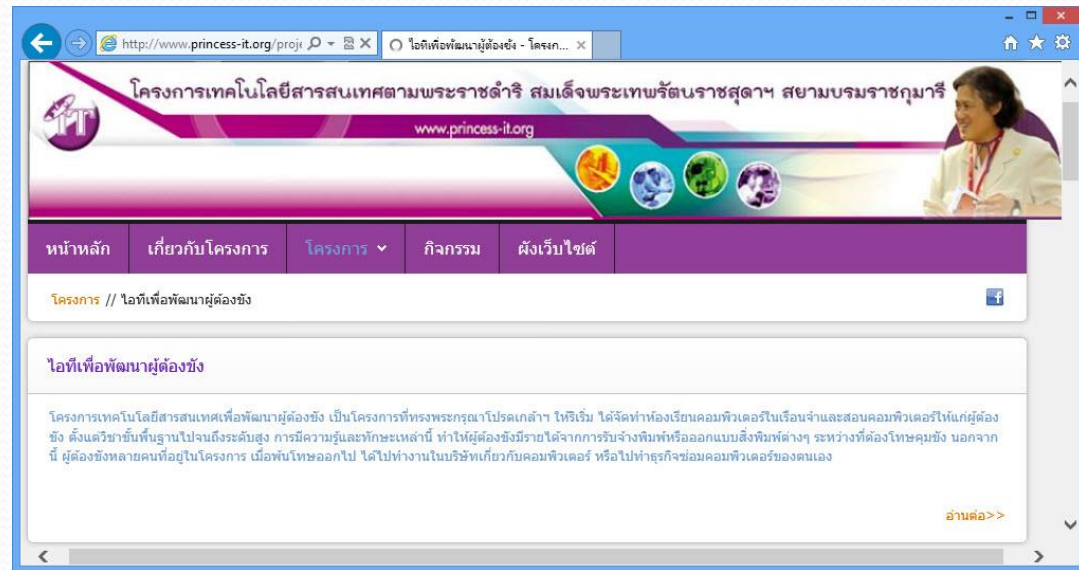 http://www.princess-it.org/proje
ไอทีเพื่อพัฒนาผู้ต้องขัง - โครงก...
IT
โครงการเทคโนโลยีสารสนเทศตามพระราชดำริ สมเด็จพระเทพรัตนราชสุดาฯ สยามบรมราชกุมารี
www.princess-it.org
หน้าหลัก เกี่ยวกับโครงการ โครงการ กิจกรรม ผังเว็บไซต์
โครงการ // ไอทีเพื่อพัฒนาผู้ต้องขัง
f
ไอทีเพื่อพัฒนาผู้ต้องขัง
โครงการเทคโนโลยีสารสนเทศเพื่อพัฒนาผู้ต้องขัง เป็นโครงการที่ทรงพระกรุณาโปรดเกล้าฯ ให้ริเริ่ม ได้จัดทำห้องเรียนคอมพิวเตอร์ในเรือนจำและสอนคอมพิวเตอร์ให้แก่ผู้ต้อง
ขัง ตั้งแต่วิชาขั้นพื้นฐานไปจนถึงระดับสูง การมีความรู้และทักษะเหล่านี้ ทำให้ผู้ต้องขังมีรายได้จากการรับจ้างพิมพ์หรือออกแบบสิ่งพิมพ์ต่างๆ ระหว่างที่ต้องโทษคุมขัง นอกจาก
นี้ ผู้ต้องขังหลายคนที่อยู่ในโครงการ เมื่อพ้นโทษออกไป ได้ไปทำงานในบริษัทเกี่ยวกับคอมพิวเตอร์ หรือไปทำธุรกิจซ่อมคอมพิวเตอร์ของตนเอง
อ่านต่อ>>